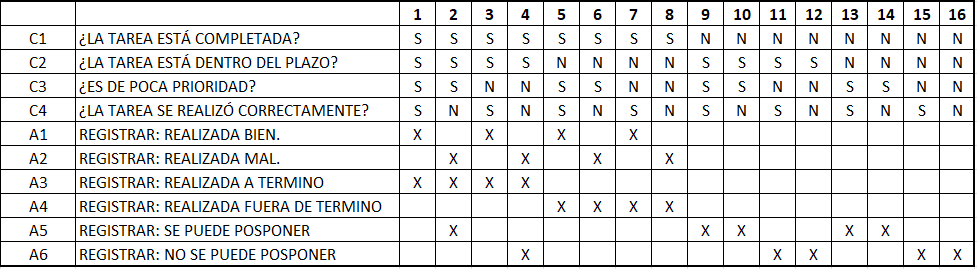 1 2 3 4 5 6 7 8 9 10 11 12 13 14 15 16
C1 ¿LA TAREA ESTÁ COMPLETADA? S S S S S S S S N N N N N N N N
C2 ¿LA TAREA ESTÁ DENTRO DEL PLAZO? S S S S N N N N S S S S N N N N
C3 ¿ES DE POCA PRIORIDAD? S S N N S S N N S S N N S S N N
C4 ¿LA TAREA SE REALIZÓ CORRECTAMENTE? S N S N S N S N S N S N S N S N
A1 REGISTRAR: REALIZADA BIEN. X X X X
A2 REGISTRAR: REALIZADA MAL. X X X X
A3 REGISTRAR: REALIZADA A TERMINO X X X X
A4 REGISTRAR: REALIZADA FUERA DE TERMINO X X X X
A5 REGISTRAR: SE PUEDE POSPONER X X X X X
A6 REGISTRAR: NO SE PUEDE POSPONER X X X X X